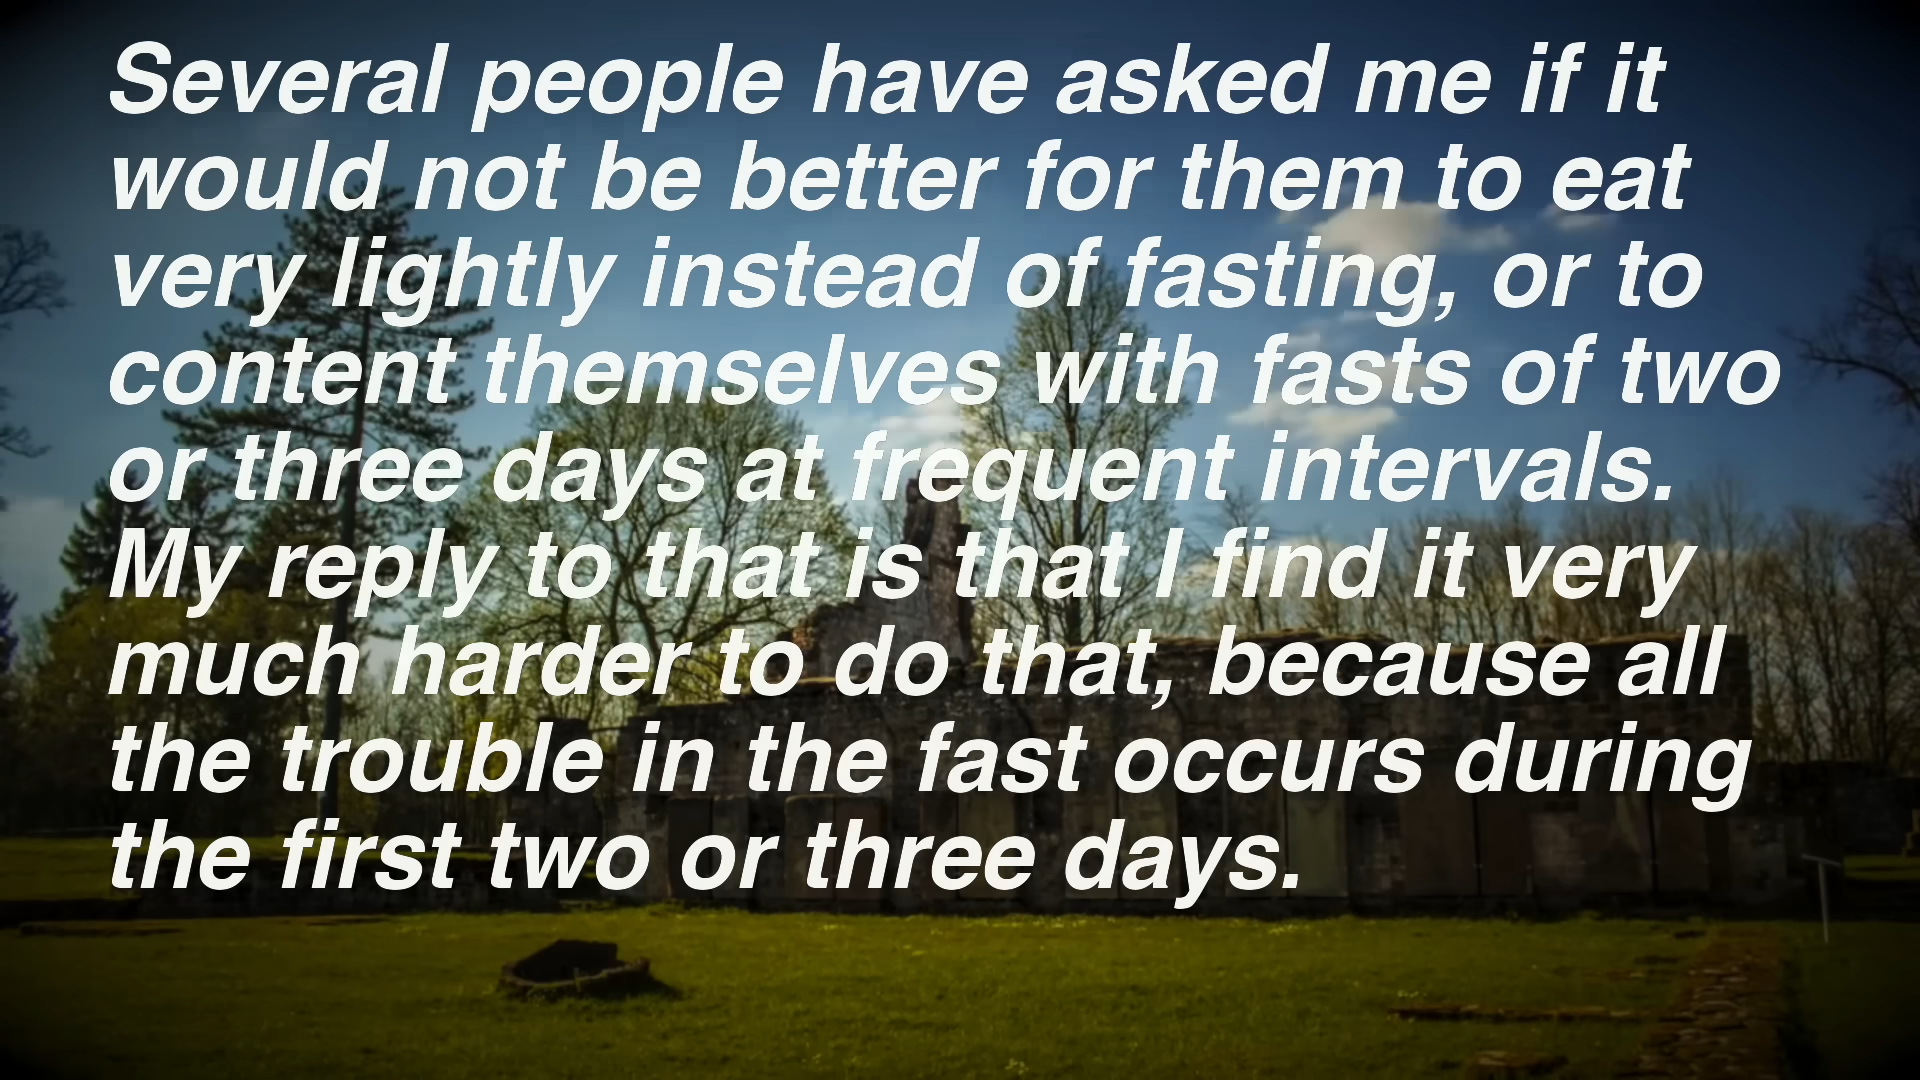 Several people have asked me if it
would not be better for them to eat
very lightly instead of fasting, or to
content themselves with fasts of two
or three days at frequent intervals.
My reply to that is that I find it very
much harder to do that, because all
the trouble in the fast occurs during
the first two or three days.